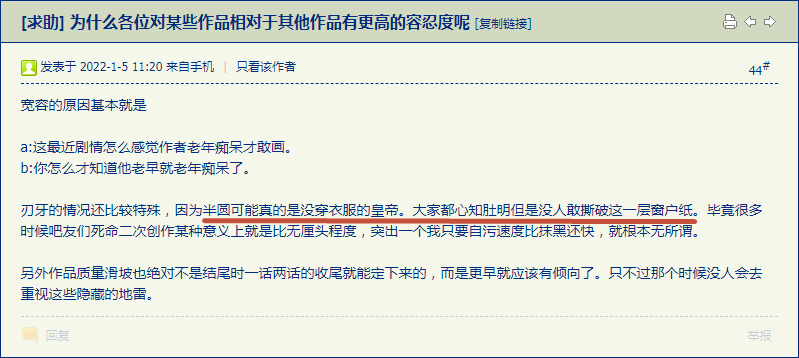 [求助] 为什么各位对某些作品相对于其他作品有更高的容忍度呢 [复制链接]
发表于 2022-1-5 11:20 来自手机 | 只看该作者
44#
宽容的原因基本就是
a:这最近剧情怎么感觉作者老年痴呆才敢画。
b:你怎么才知道他老早就老年痴呆了。
刃牙的情况还比较特殊，因为半圆可能真的是没穿衣服的皇帝。大家都心知肚明但是没人敢撕破这一层窗户纸。毕竟很多
时候吧友们死命二次创作某种意义上就是比无厘头程度，突出一个我只要自污速度比抹黑还快，就根本无所谓。
另外作品质量滑坡也绝对不是结尾时一话两话的收尾就能定下来的，而是更早就应该有倾向了。只不过那个时候没人会去
重视这些隐藏的地雷。
回复
举报